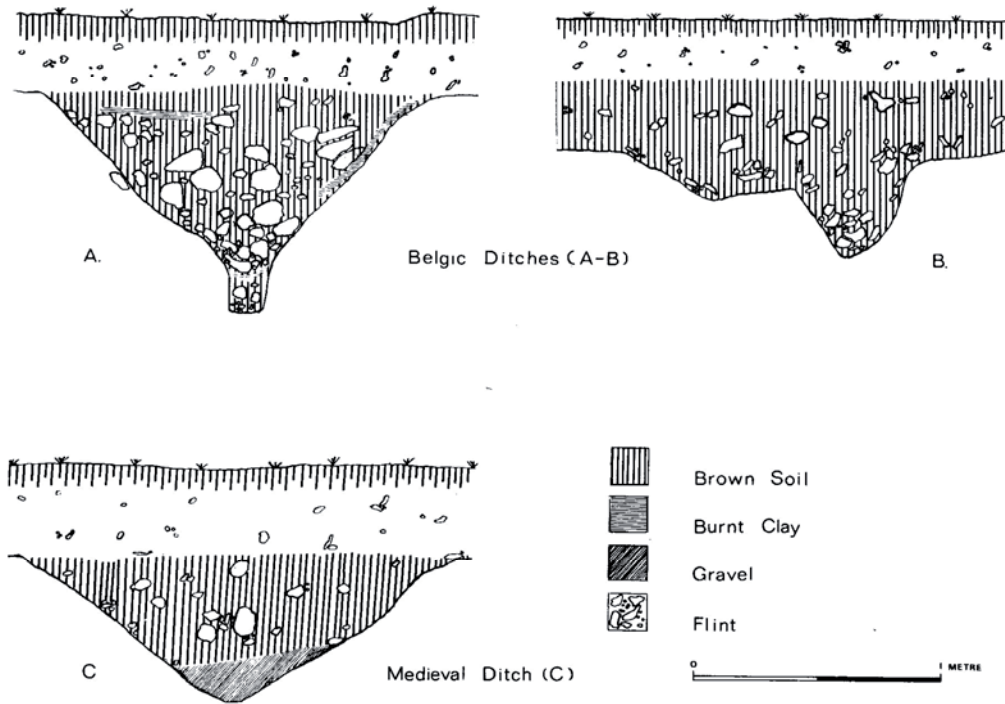 A.
Belgic Ditches (A-B)
B.
Brown Soil
Burnt Clay
Gravel
Flint
C
Medieval Ditch (C)
0
1 METRE